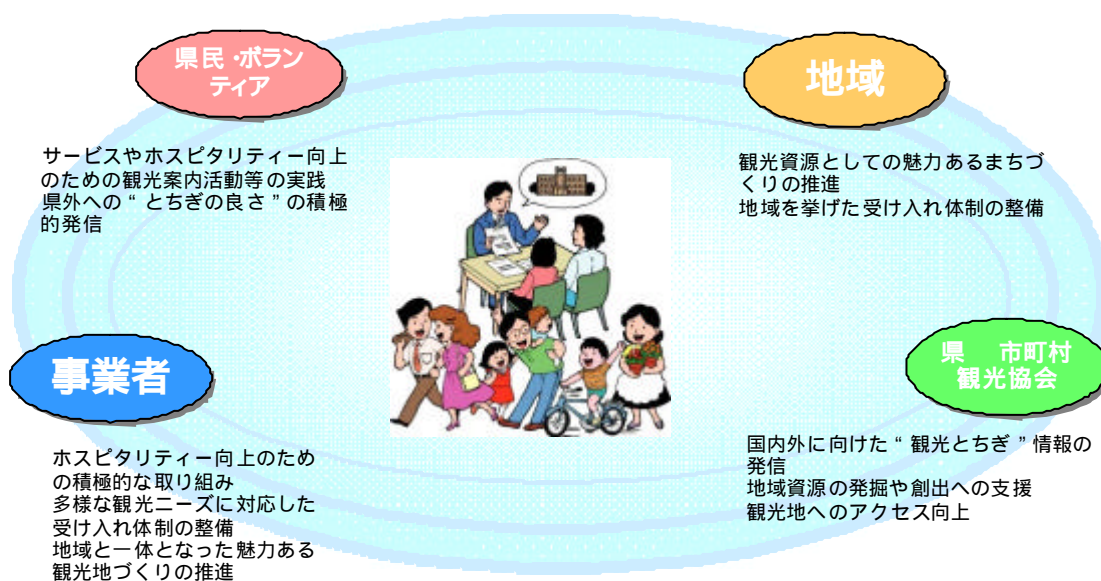 県民・ボラン
ティア
サービスやホスピタリティー向上
のための観光案内活動等の実践
県外への“とちぎの良さ”の積極
的発信
地域
観光資源としての魅力あるまちづ
くりの推進
地域を挙げた受け入れ体制の整備
事業者
ホスピタリティー向上のため
の積極的な取り組み
多様な観光ニーズに対応した
受け入れ体制の整備
地域と一体となった魅力ある
観光地づくりの推進
県　市町村
観光協会
国内外に向けた“観光とちぎ”情報の
発信
地域資源の発掘や創出への支援
観光地へのアクセス向上